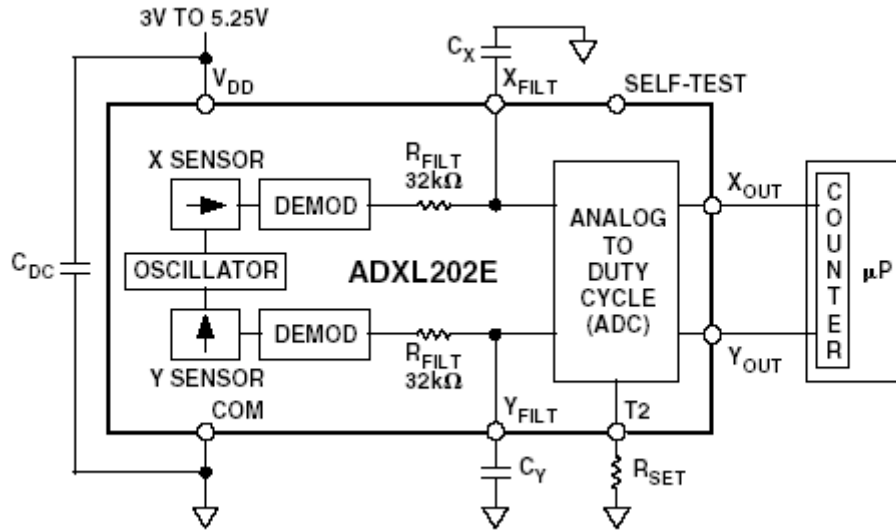 3V TO 5.25V
C_X
V_DD
X_FILT
SELF-TEST
X SENSOR
R_FILT
32kΩ
DEMOD
X_OUT
ANALOG
TO
DUTY
CYCLE
(ADC)
COUNTER
µP
C_DC
OSCILLATOR
ADXL202E
DEMOD
R_FILT
32kΩ
Y SENSOR
Y_OUT
COM
Y_FILT
T2
C_Y
R_SET